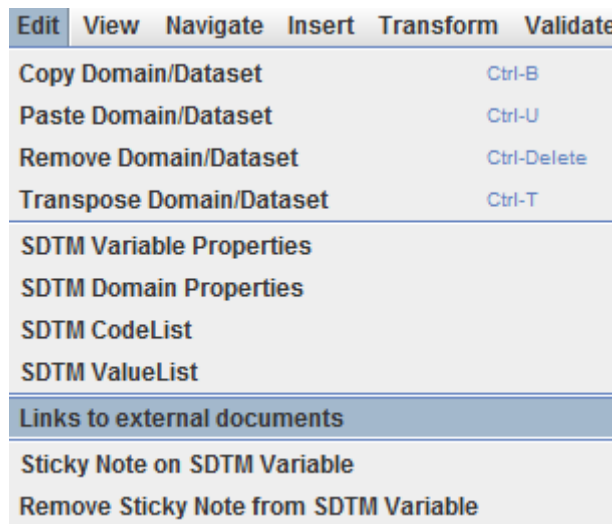 Edit View Navigate Insert Transform Validate
Copy Domain/Dataset Ctrl-B
Paste Domain/Dataset Ctrl-U
Remove Domain/Dataset Ctrl-Delete
Transpose Domain/Dataset Ctrl-T
SDTM Variable Properties
SDTM Domain Properties
SDTM CodeList
SDTM ValueList
Links to external documents
Sticky Note on SDTM Variable
Remove Sticky Note from SDTM Variable